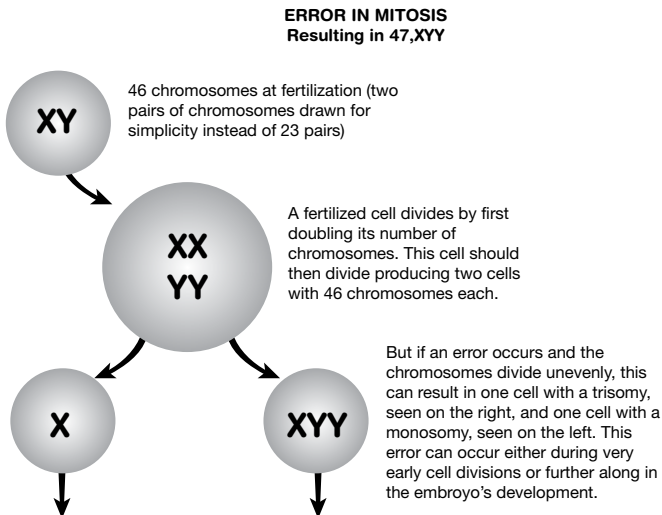 ERROR IN MITOSIS
Resulting in 47,XYY
XY
46 chromosomes at fertilization (two
pairs of chromosomes drawn for
simplicity instead of 23 pairs)
XX
YY
A fertilized cell divides by first
doubling its number of
chromosomes. This cell should
then divide producing two cells
with 46 chromosomes each.
X
XYY
But if an error occurs and the
chromosomes divide unevenly, this
can result in one cell with a trisomy,
seen on the right, and one cell with a
monosomy, seen on the left. This
error can occur either during very
early cell divisions or further along in
the embroyo’s development.